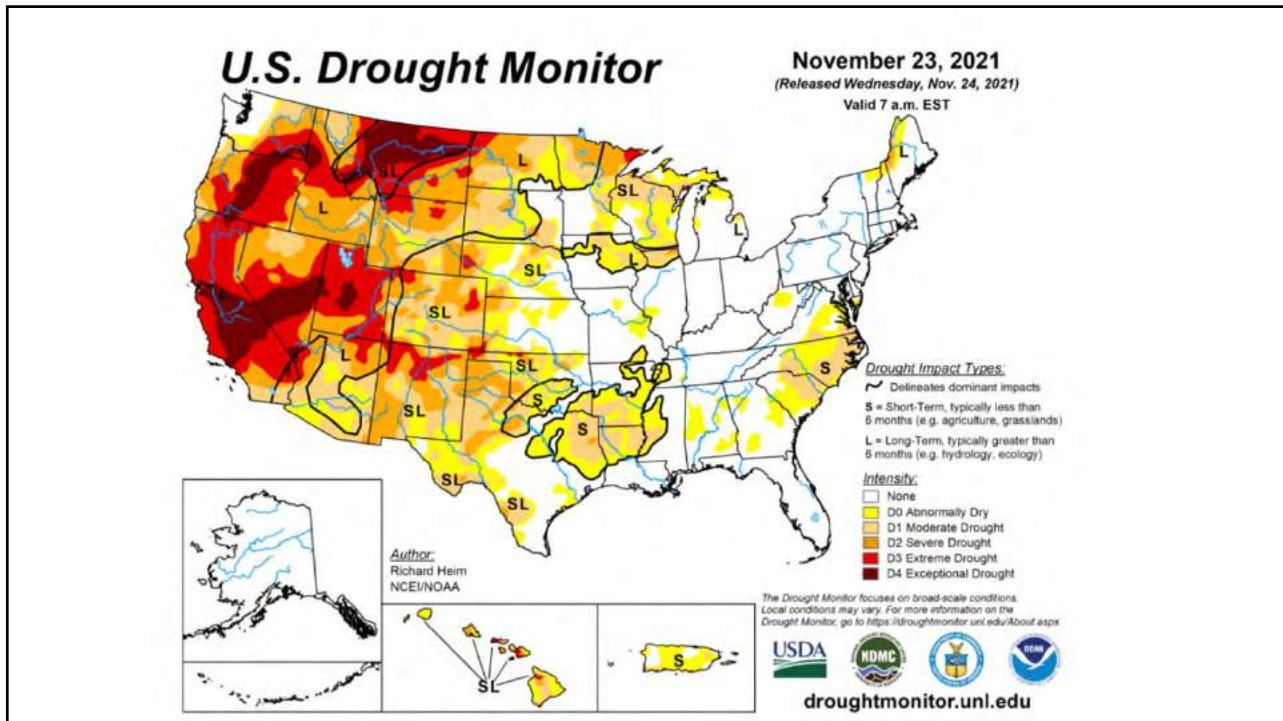 U.S. Drought Monitor
November 23, 2021
(Released Wednesday, Nov. 24, 2021)
Valid 7 a.m. EST
L
SL
SL
L
L
L
SL
L
SL
L
SL
S
SL
S
S
SL
SL
SL
Drought Impact Types:
Delineates dominant impacts
S = Short-Term, typically less than
6 months (e.g. agriculture, grasslands)
L = Long-Term, typically greater than
6 months (e.g. hydrology, ecology)
Intensity:
None
D0 Abnormally Dry
D1 Moderate Drought
D2 Severe Drought
D3 Extreme Drought
D4 Exceptional Drought
Author:
Richard Heim
NCEI/NOAA
SL
S
The Drought Monitor focuses on broad-scale conditions.
Local conditions may vary. For more information on the
Drought Monitor, go to https://droughtmonitor.unl.edu/About.aspx
USDA
NDMC
NOAA
droughtmonitor.unl.edu